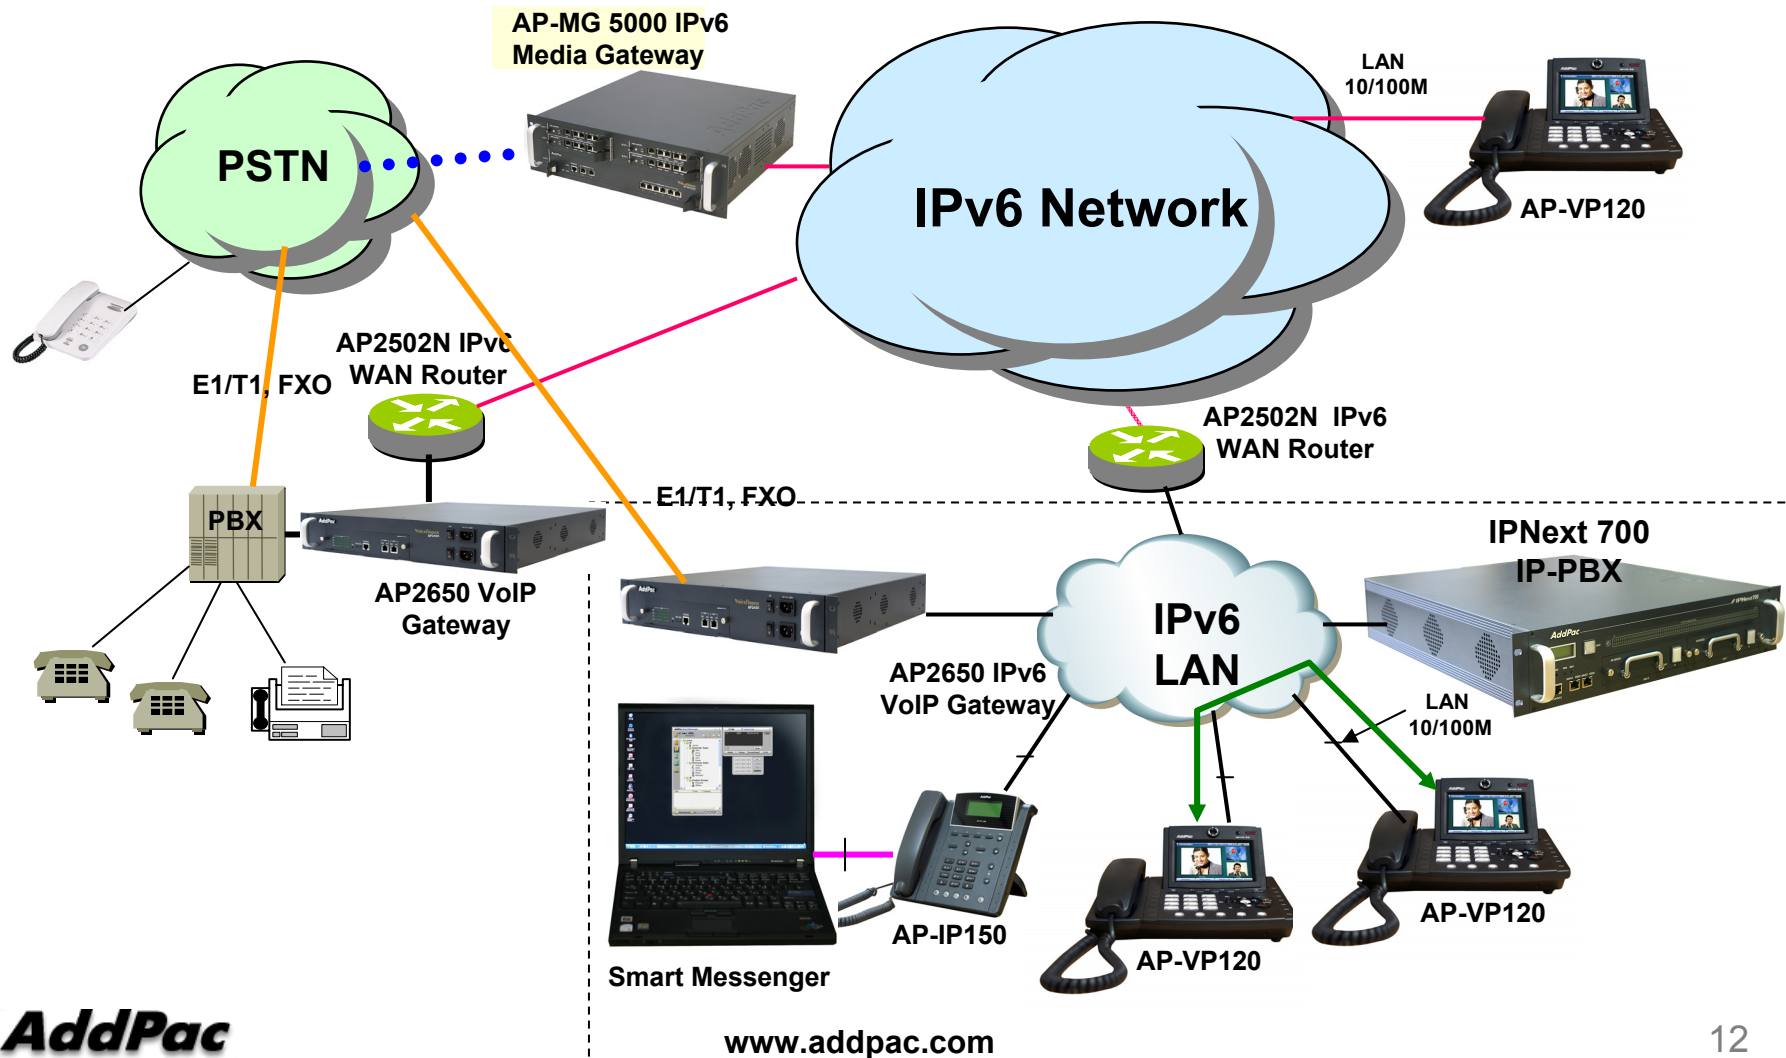 AP-MG 5000 IPv6
Media Gateway
LAN
10/100M
PSTN
IPv6 Network
AP-VP120
AP2502N IPv6
WAN Router
E1/T1, FXO
AP2502N  IPv6
WAN Router
E1/T1, FXO
PBX
IPNext 700
IP-PBX
AP2650 VoIP
Gateway
IPv6
LAN
AddPac
AP2650 IPv6
VoIP Gateway
LAN
10/100M
AP-IP150
AP-VP120
AP-VP120
Smart Messenger
AddPac
www.addpac.com
12